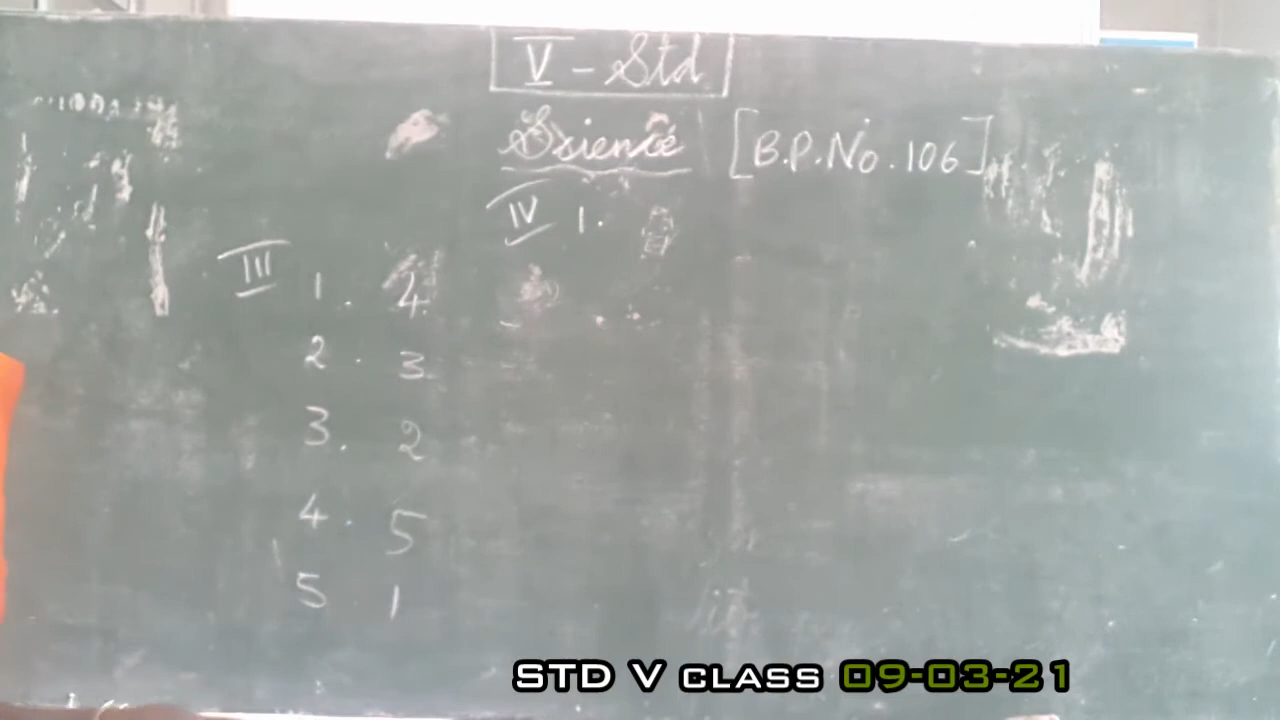 V - Std
Science [B.P.No.106]
IV 1.
III 1. 4.
2. 3
3. 2
4. 5
5 1
STD V CLASS 09-03-21